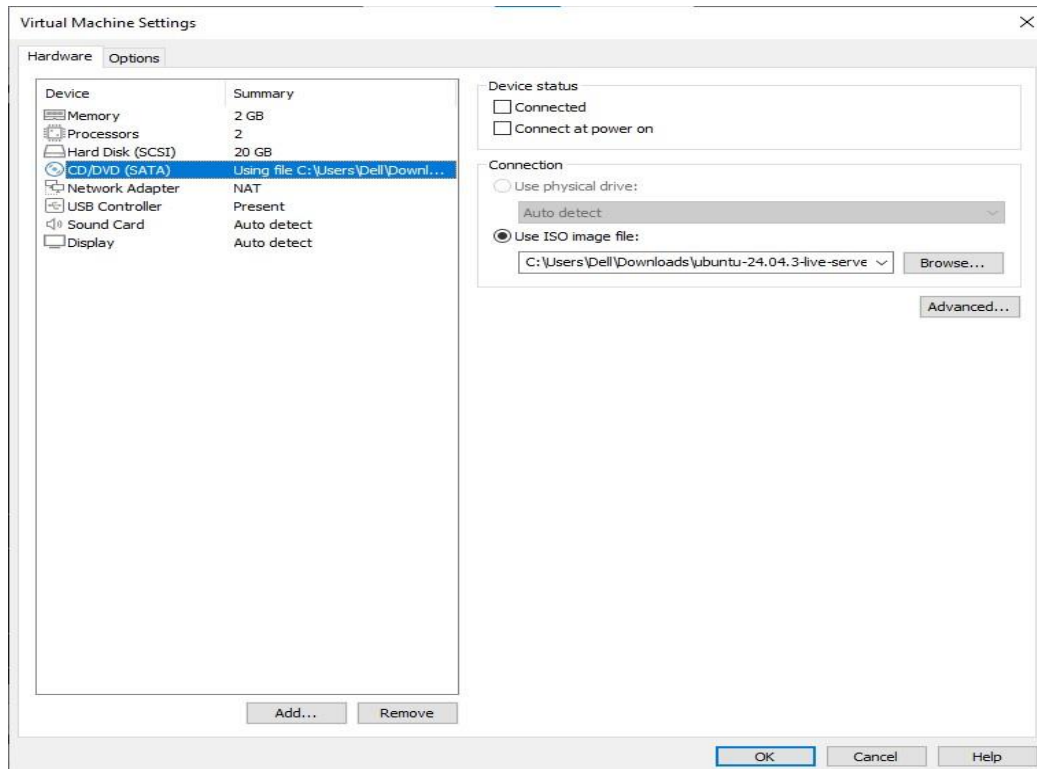 Virtual Machine Settings
Hardware Options
Device Summary
Memory 2 GB
Processors 2
Hard Disk (SCSI) 20 GB
CD/DVD (SATA) Using file C:\Users\Dell\Downl...
Network Adapter NAT
USB Controller Present
Sound Card Auto detect
Display Auto detect
Add... Remove
Device status
Connected
Connect at power on
Connection
Use physical drive:
Auto detect
Use ISO image file:
C:\Users\Dell\Downloads\ubuntu-24.04.3-live-serve Browse...
Advanced...
OK Cancel Help